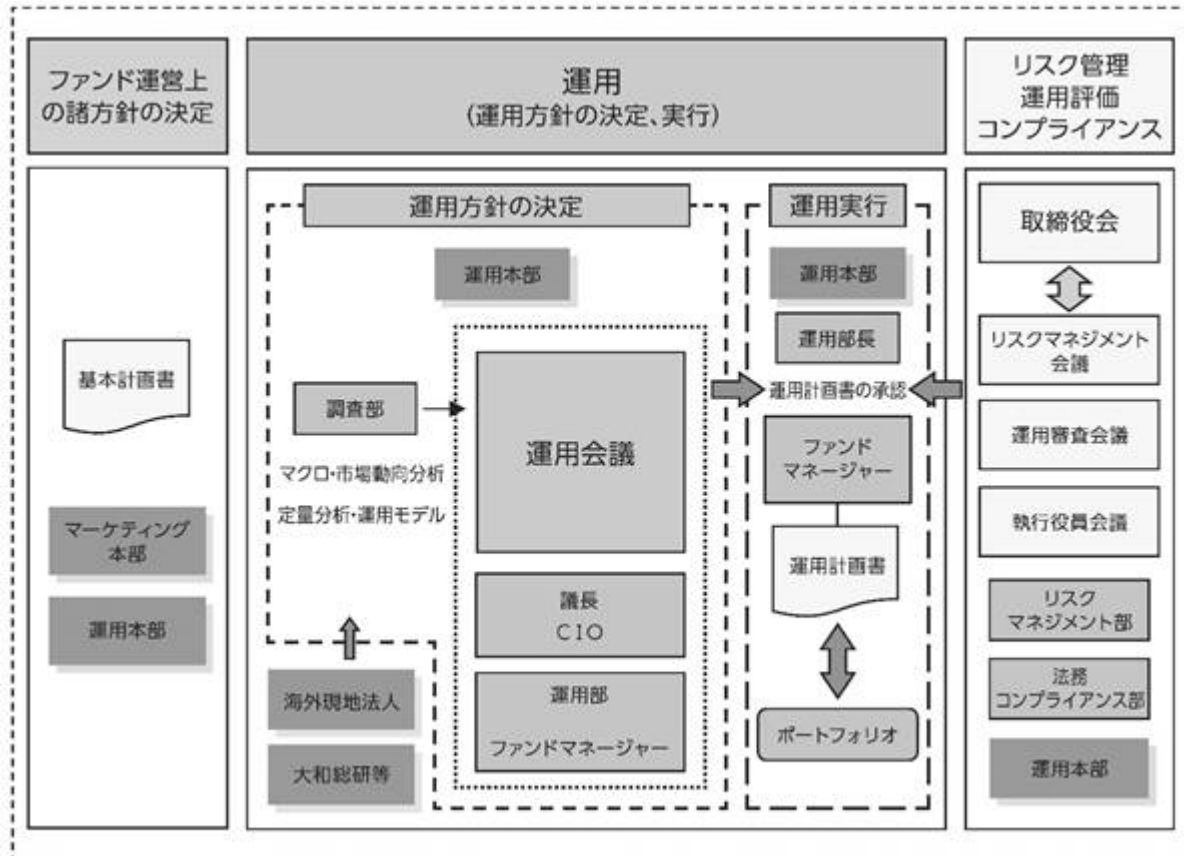 ファンド運営上
の諸方針の決定
運用
(運用方針の決定、実行)
リスク管理
運用評価
コンプライアンス
基本計画書
マーケティング
本部
運用本部
運用方針の決定
運用本部
調査部
マクロ・市場動向分析
定量分析・運用モデル
運用会議
議長
CIO
運用部
ファンドマネージャー
海外現地法人
大和総研等
運用実行
運用本部
運用部長
運用計画書の承認
ファンド
マネージャー
運用計画書
ポートフォリオ
取締役会
リスクマネジメント
会議
運用審査会議
執行役員会議
リスク
マネジメント部
法務
コンプライアンス部
運用本部